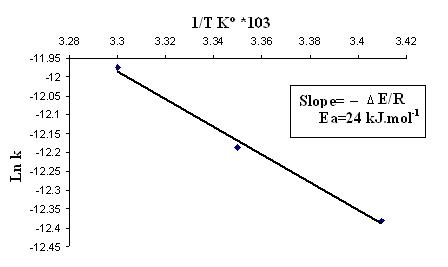 1/T Kº *103
3.28 3.3 3.32 3.34 3.36 3.38 3.4 3.42
-11.95
-12
-12.05
-12.1
-12.15
-12.2
-12.25
-12.3
-12.35
-12.4
-12.45
Ln k
Slope= – Δ E/R
Ea=24 kJ.mol-1